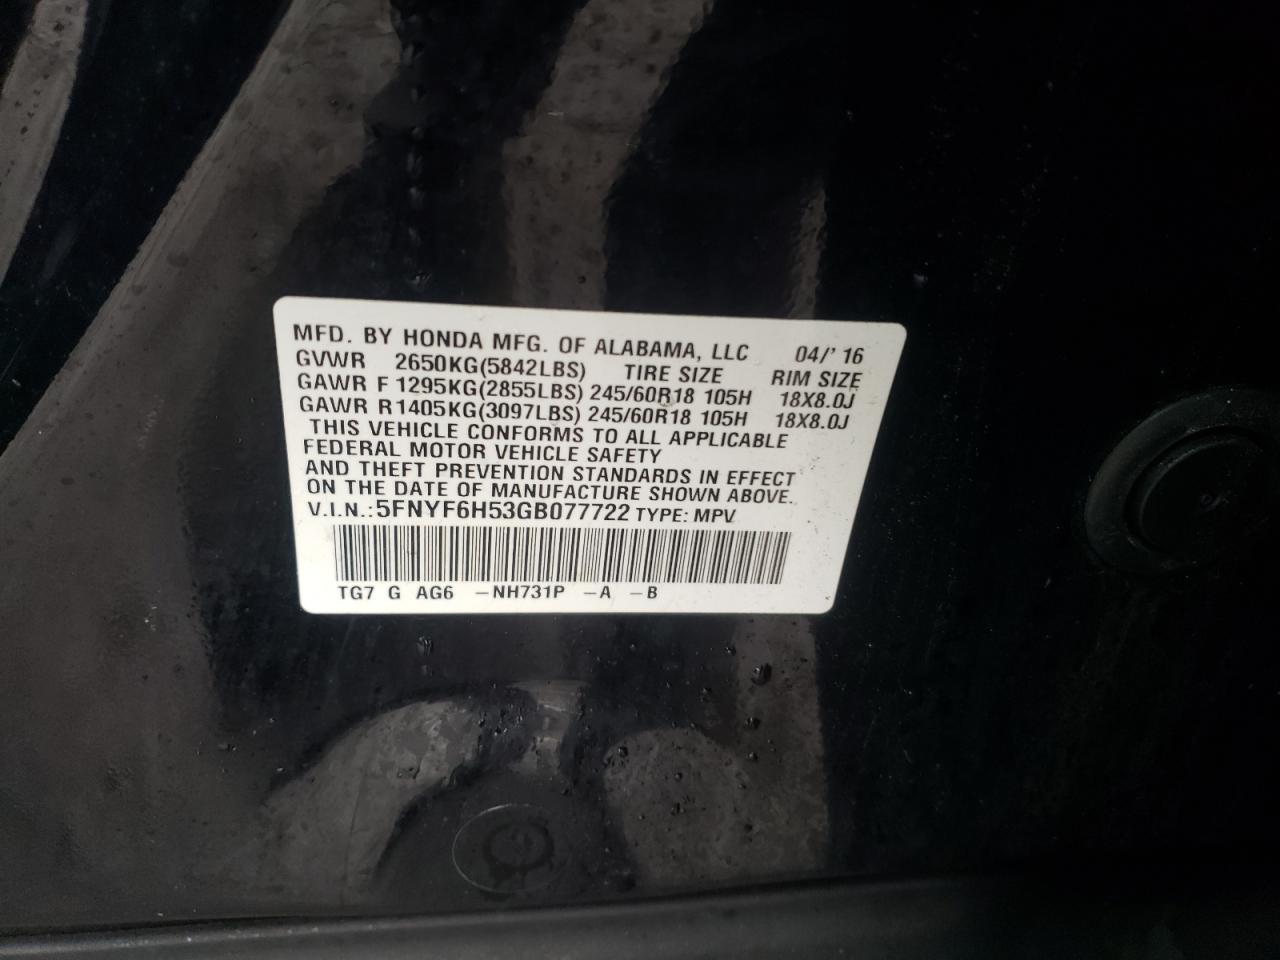 MFD. BY HONDA MFG. OF ALABAMA, LLC 04/'16
GVWR 2650KG(5842LBS) TIRE SIZE RIM SIZE
GAWR F 1295KG(2855LBS) 245/60R18 105H 18X8.0J
GAWR R1405KG(3097LBS) 245/60R18 105H 18X8.0J
THIS VEHICLE CONFORMS TO ALL APPLICABLE
FEDERAL MOTOR VEHICLE SAFETY
AND THEFT PREVENTION STANDARDS IN EFFECT
ON THE DATE OF MANUFACTURE SHOWN ABOVE.
V.I.N.:5FNYF6H53GB077722 TYPE: MPV
TG7 G AG6 -NH731P -A -B